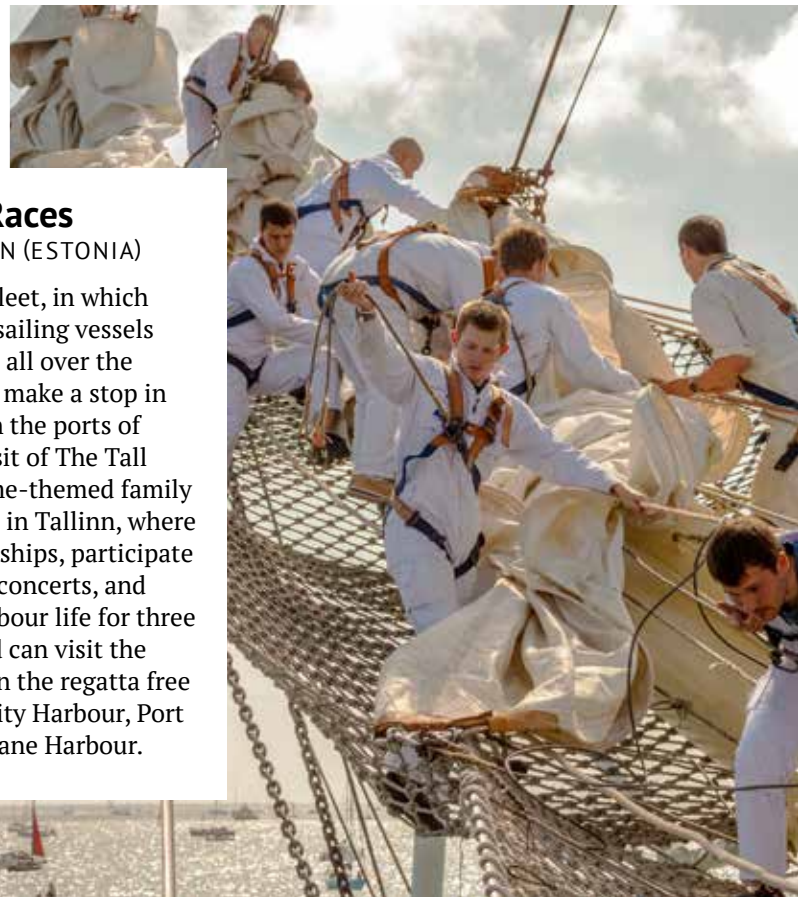 Races
N (ESTONIA)
leet, in which
sailing vessels
all over the
make a stop in
the ports of
sit of The Tall
ne-themed family
in Tallinn, where
ships, participate
concerts, and
bour life for three
can visit the
n the regatta free
ity Harbour, Port
ane Harbour.